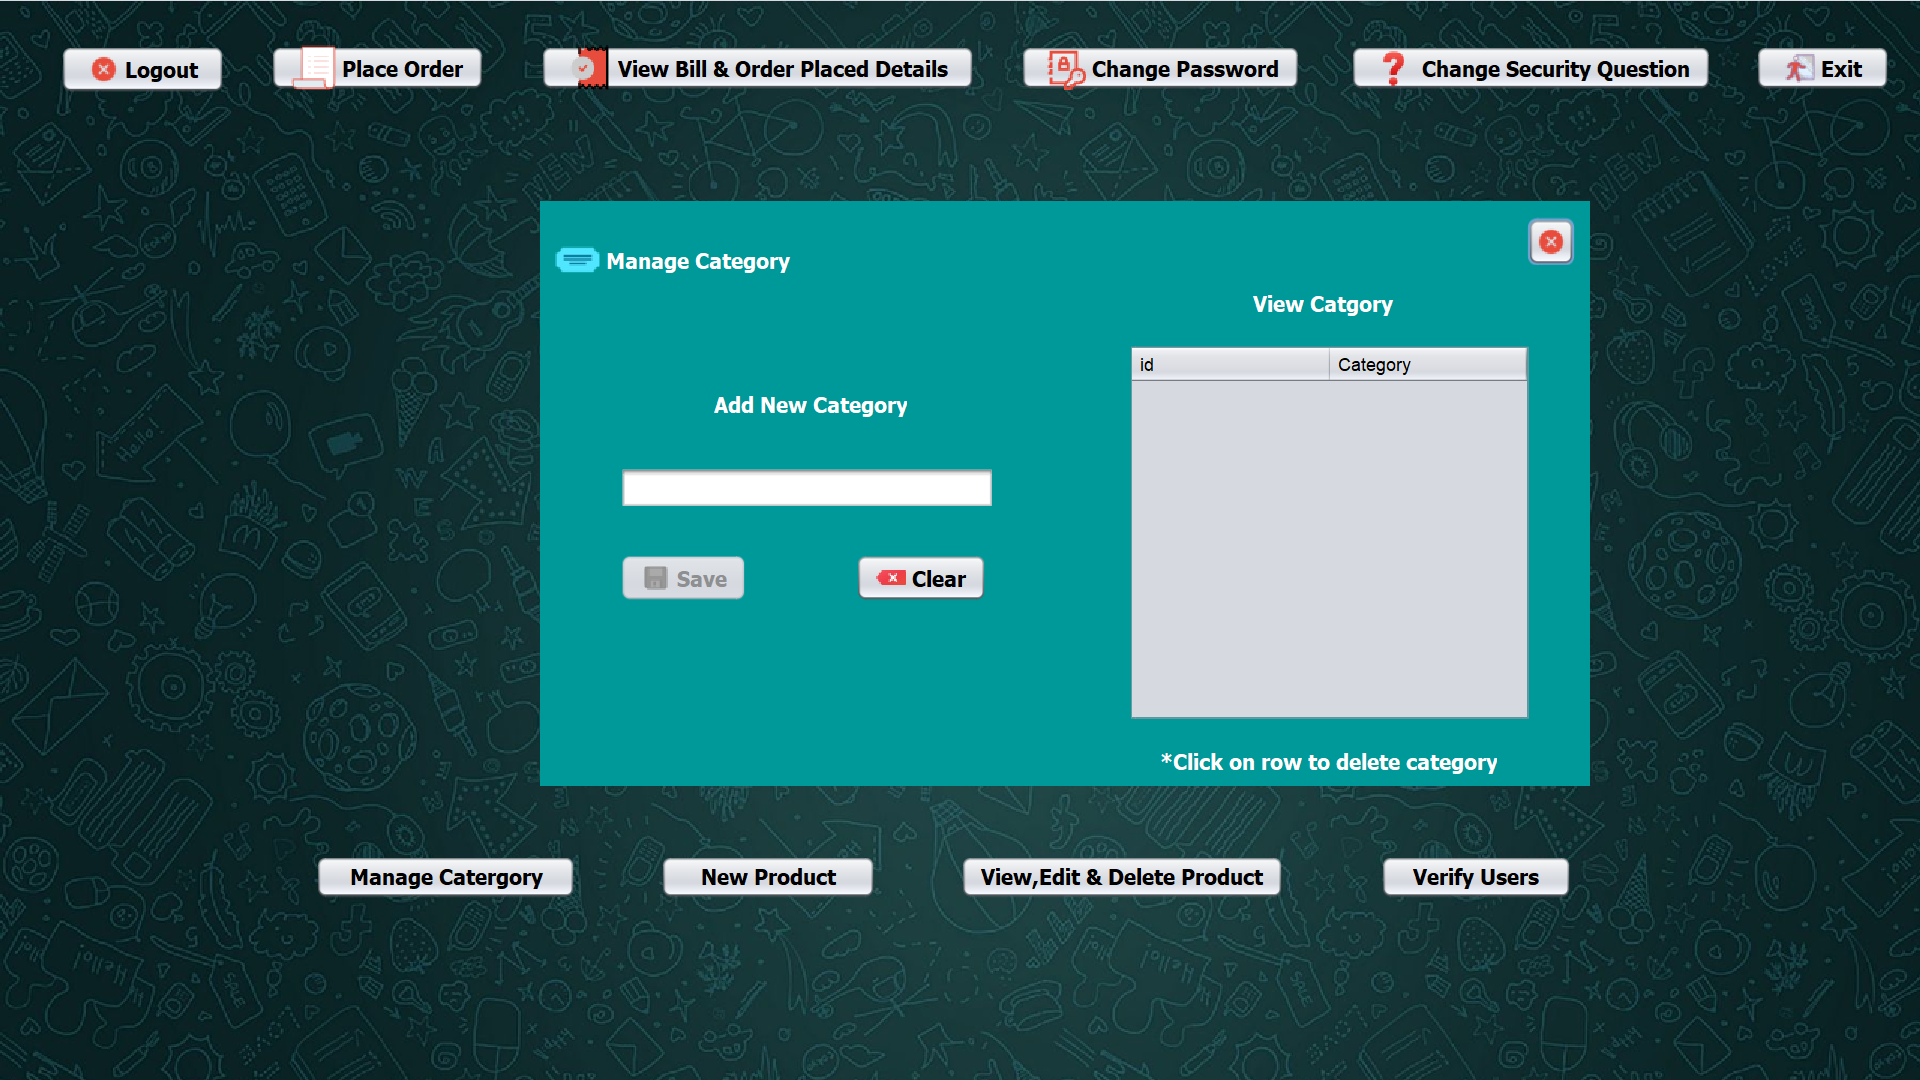 Logout
Place Order
View Bill & Order Placed Details
Change Password
Change Security Question
Exit
Manage Category
View Catgory
id
Category
Add New Category
Save
Clear
*Click on row to delete category
Manage Catergory
New Product
View,Edit & Delete Product
Verify Users